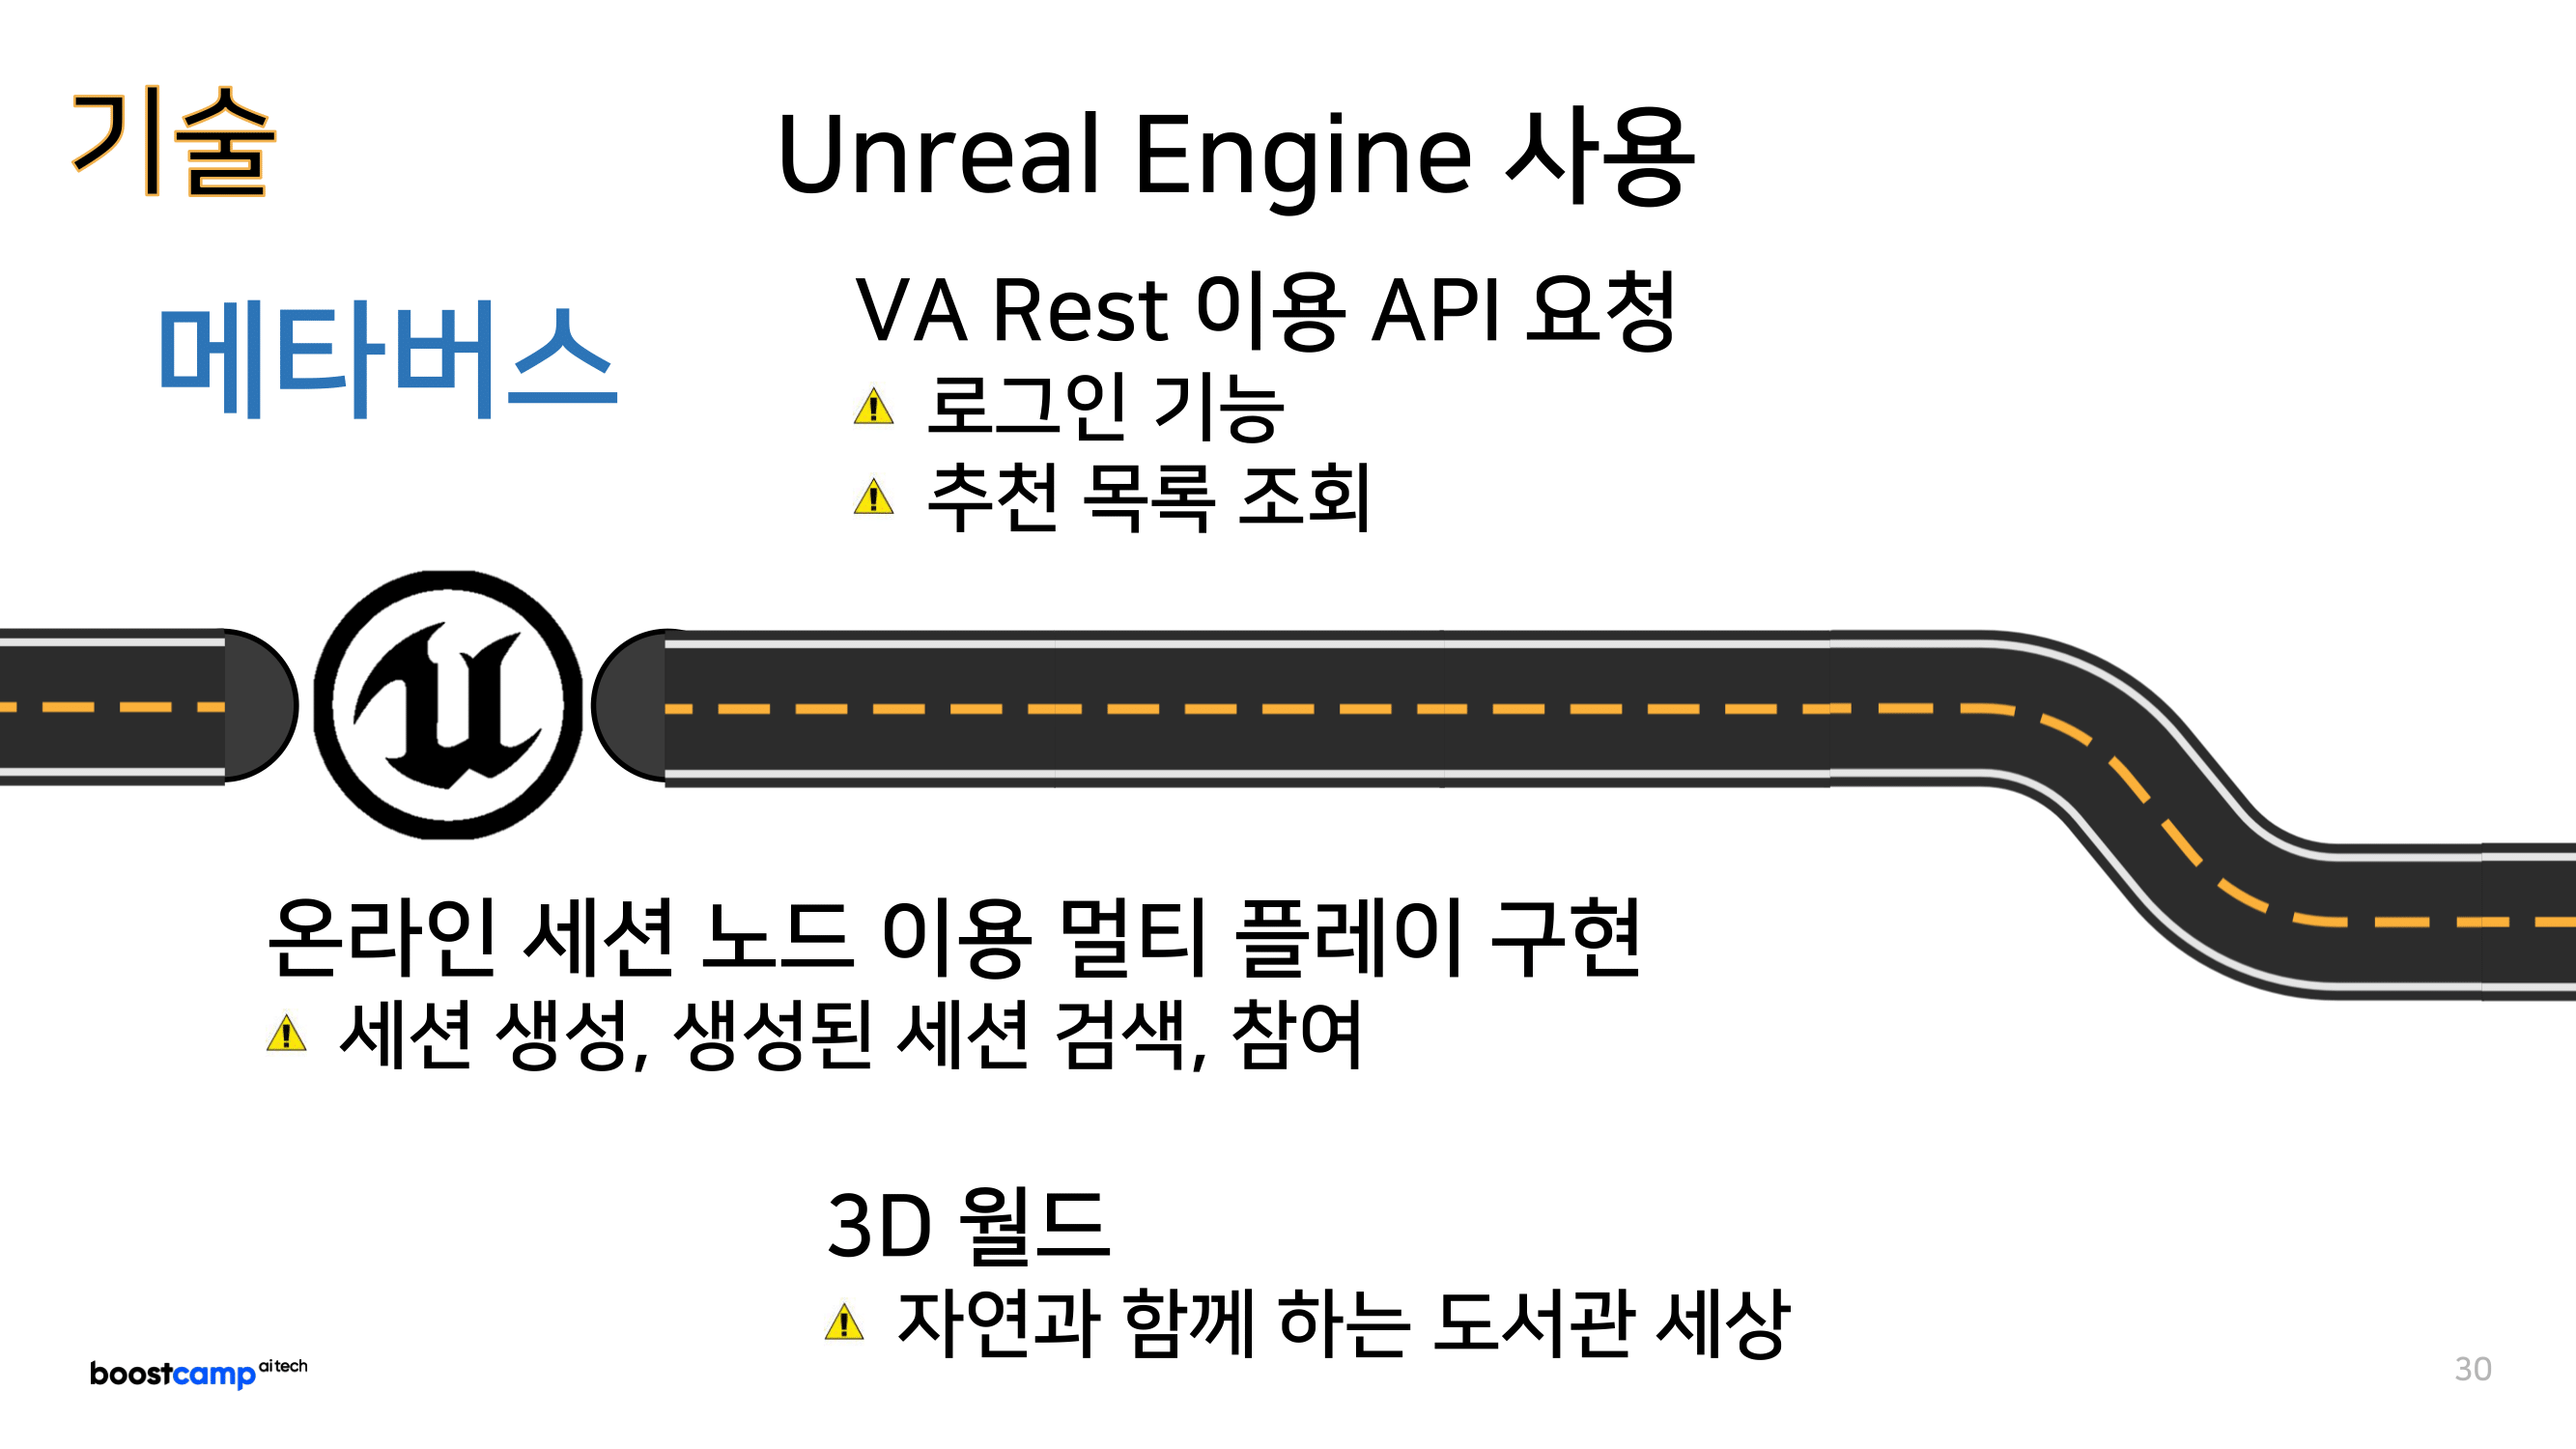 기술
Unreal Engine 사용
메타버스
VA Rest 이용 API 요청
로그인 기능
추천 목록 조회
온라인 세션 노드 이용 멀티 플레이 구현
세션 생성, 생성된 세션 검색, 참여
3D 월드
자연과 함께 하는 도서관 세상
boostcamp ai tech
30